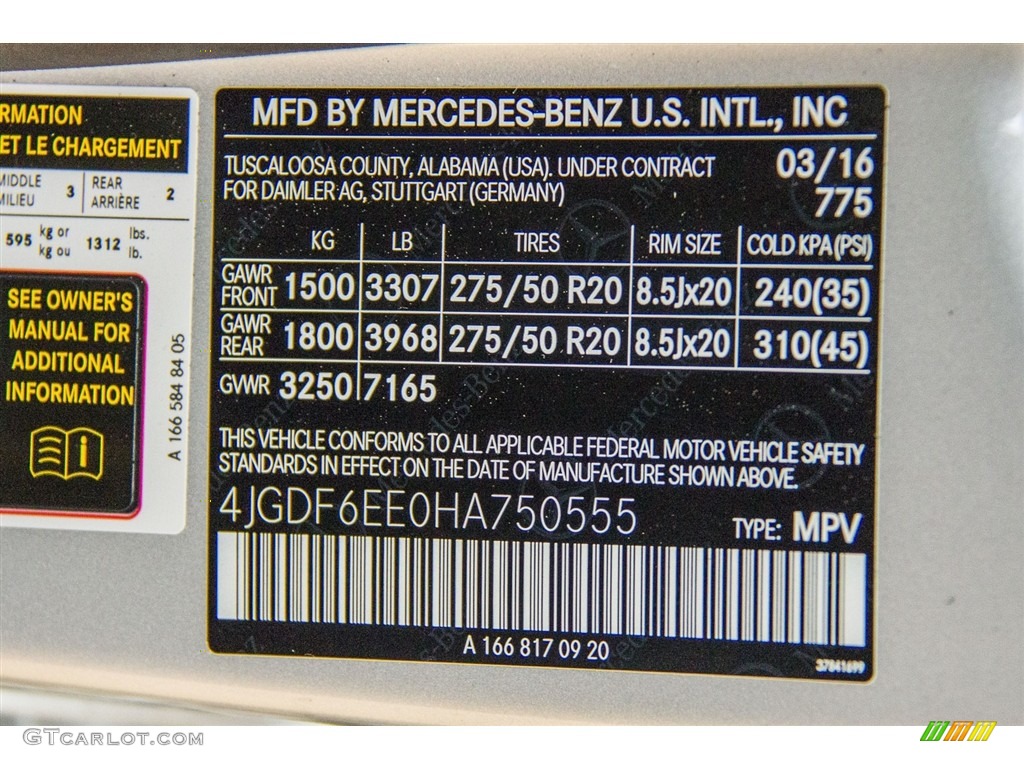 RMATION
ET LE CHARGEMENT
MIDDLE 3 REAR 2
MILIEU ARRIÈRE
595 kg or 1312 lbs.
kg ou lb.
SEE OWNER'S
MANUAL FOR
ADDITIONAL
INFORMATION
A 166 584 84 05
MFD BY MERCEDES-BENZ U.S. INTL., INC
TUSCALOOSA COUNTY, ALABAMA (USA). UNDER CONTRACT 03/16
FOR DAIMLER AG, STUTTGART (GERMANY) 775
KG LB TIRES RIM SIZE COLD KPA(PSI)
GAWR FRONT 1500 3307 275/50 R20 8.5Jx20 240(35)
GAWR REAR 1800 3968 275/50 R20 8.5Jx20 310(45)
GVWR 3250 7165
THIS VEHICLE CONFORMS TO ALL APPLICABLE FEDERAL MOTOR VEHICLE SAFETY
STANDARDS IN EFFECT ON THE DATE OF MANUFACTURE SHOWN ABOVE.
4JGDF6EE0HA750555 TYPE: MPV
A 166 817 09 20
37841699
GTCARLOT.COM